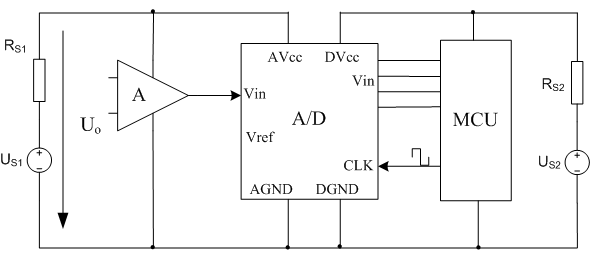 RS1
US1
A
Uo
AVcc
DVcc
Vin
Vin
A/D
Vref
CLK
AGND
DGND
MCU
RS2
US2